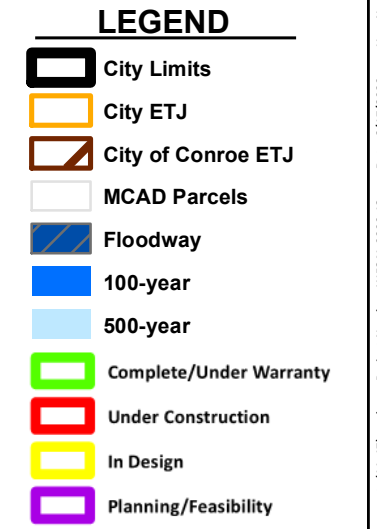 LEGEND
City Limits
City ETJ
City of Conroe ETJ
MCAD Parcels
Floodway
100-year
500-year
Complete/Under Warranty
Under Construction
In Design
Planning/Feasibility